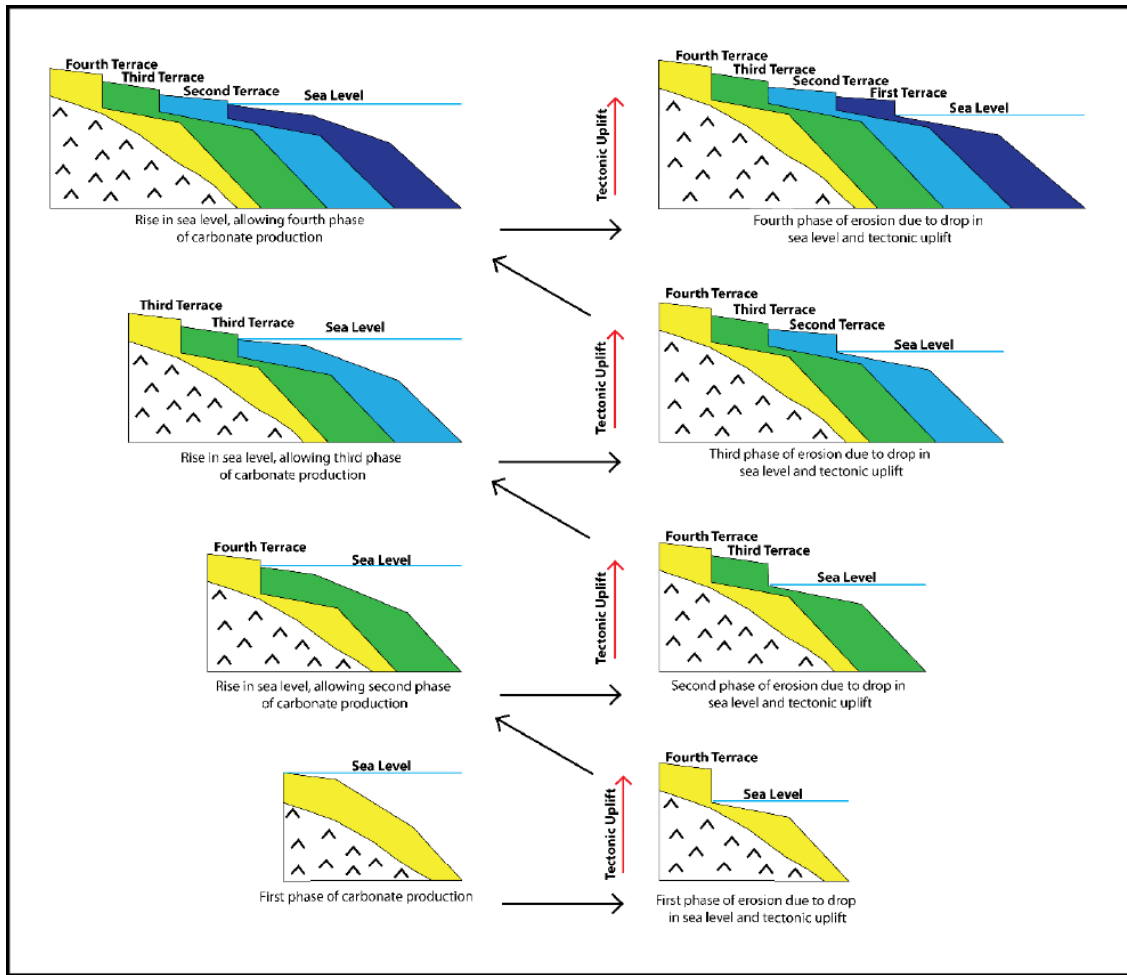 Fourth Terrace
Third Terrace
Second Terrace
Sea Level
Rise in sea level, allowing fourth phase
of carbonate production
Tectonic Uplift
Fourth Terrace
Third Terrace
Second Terrace
First Terrace
Sea Level
Fourth phase of erosion due to drop in
sea level and tectonic uplift
Third Terrace
Third Terrace
Sea Level
Rise in sea level, allowing third phase
of carbonate production
Tectonic Uplift
Fourth Terrace
Third Terrace
Second Terrace
Sea Level
Third phase of erosion due to drop in
sea level and tectonic uplift
Fourth Terrace
Sea Level
Rise in sea level, allowing second phase
of carbonate production
Tectonic Uplift
Fourth Terrace
Third Terrace
Sea Level
Second phase of erosion due to drop in
sea level and tectonic uplift
Sea Level
First phase of carbonate production
Tectonic Uplift
Fourth Terrace
Sea Level
First phase of erosion due to drop
in sea level and tectonic uplift